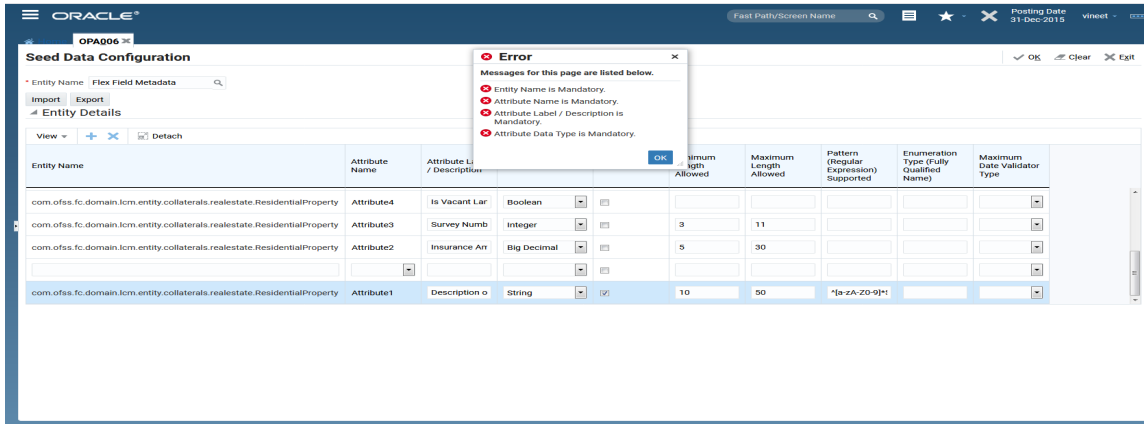 ORACLE®
Fast Path/Screen Name
Posting Date
31-Dec-2015
vineet
OPA006
Seed Data Configuration
OK Clear Exit
* Entity Name Flex Field Metadata
Import Export
Entity Details
View Detach
Error
Messages for this page are listed below.
Entity Name is Mandatory.
Attribute Name is Mandatory.
Attribute Label / Description is
Mandatory.
Attribute Data Type is Mandatory.
OK
Entity Name
Attribute
Name
Attribute
/ Description
Length
Allowed
Maximum
Length
Allowed
Pattern
(Regular
Expression)
Supported
Enumeration
Type (Fully
Qualified
Name)
Maximum
Date Validator
Type
com.ofss.fc.domain.lcm.entity.collaterals.realestate.ResidentialProperty Attribute4 Is Vacant Lar Boolean
com.ofss.fc.domain.lcm.entity.collaterals.realestate.ResidentialProperty Attribute3 Survey Numb Integer 3 11
com.ofss.fc.domain.lcm.entity.collaterals.realestate.ResidentialProperty Attribute2 Insurance Am Big Decimal 5 30
com.ofss.fc.domain.lcm.entity.collaterals.realestate.ResidentialProperty Attribute1 Description o String 10 50 ^[a-zA-Z0-9]*$